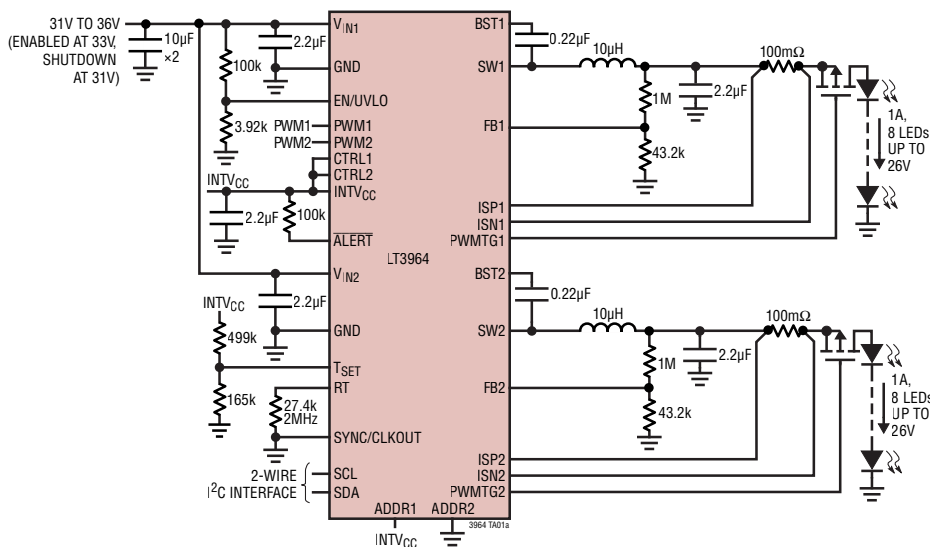 31V TO 36V
(ENABLED AT 33V,
SHUTDOWN
AT 31V)
10µF
×2
2.2µF
100k
3.92k
PWM1
PWM2
INTVCC
2.2µF
100k
2.2µF
INTVCC
499k
165k
27.4k
2MHz
2-WIRE
I2C INTERFACE
VIN1
GND
EN/UVLO
PWM1
PWM2
CTRL1
CTRL2
INTVCC
ALERT
VIN2
GND
TSET
RT
SYNC/CLKOUT
SCL
SDA
LT3964
ADDR1
ADDR2
3964 TA01a
INTVCC
BST1
SW1
FB1
ISP1
ISN1
PWMTG1
BST2
SW2
FB2
ISP2
ISN2
PWMTG2
0.22µF
10µH
1M
43.2k
2.2µF
100mΩ
1A,
8 LEDs
UP TO
26V
0.22µF
10µH
1M
43.2k
2.2µF
100mΩ
1A,
8 LEDs
UP TO
26V